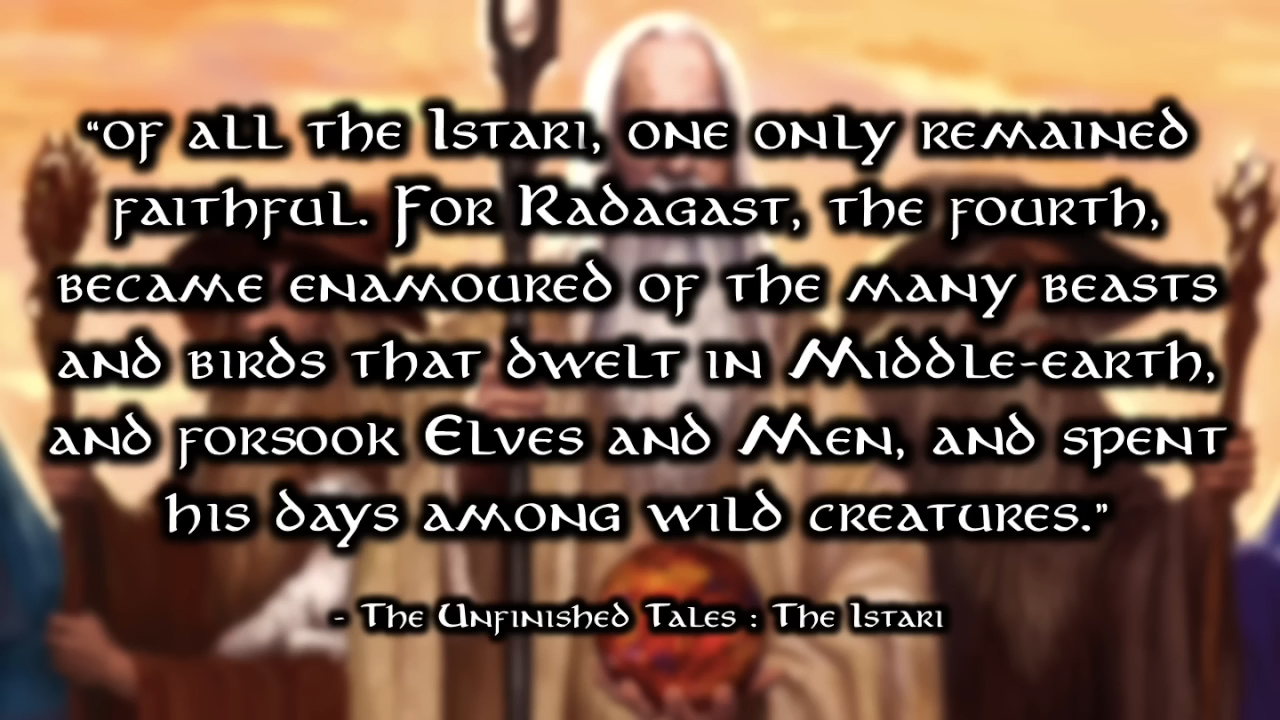 "Of all the Istari, one only remained
faithful. For Radagast, the fourth,
became enamoured of the many beasts
and birds that dwelt in Middle-earth,
and forsook Elves and Men, and spent
his days among wild creatures."
- The Unfinished Tales : The Istari